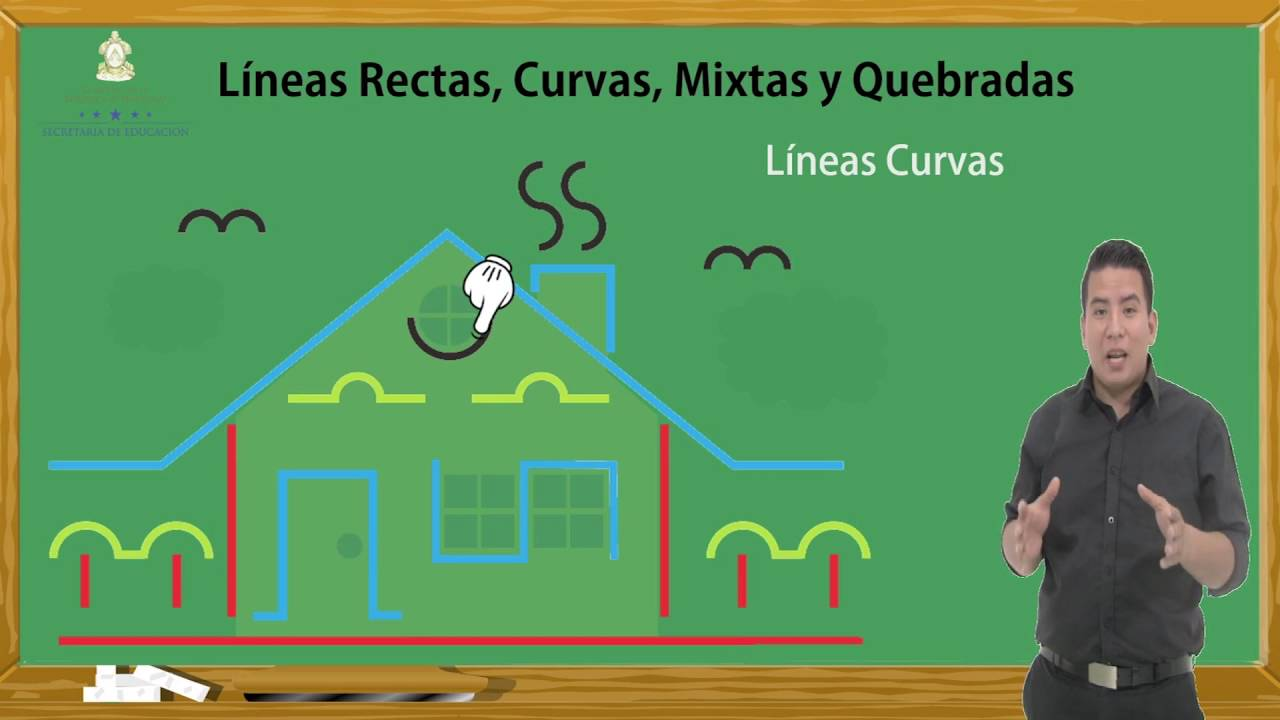 Líneas Rectas, Curvas, Mixtas y Quebradas
SECRETARÍA DE EDUCACIÓN
Líneas Curvas